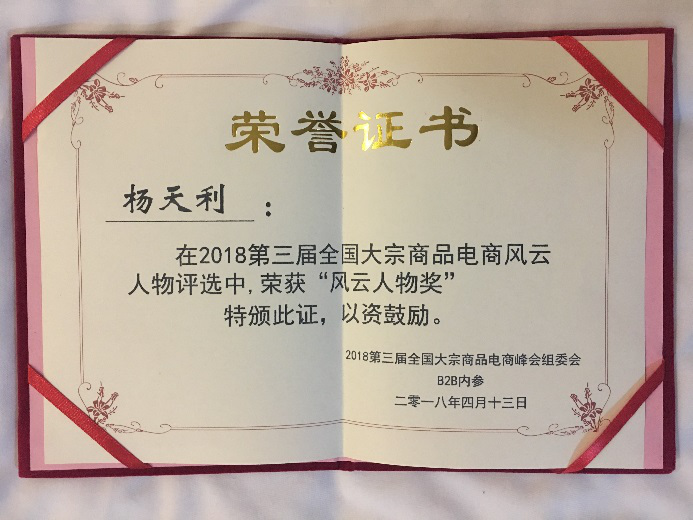 荣誉证书
杨天利：
在2018第三届全国大宗商品电商风云
人物评选中,荣获“风云人物奖”
特颁此证，以资鼓励。
2018第三届全国大宗商品电商峰会组委会
B2B内参
二零一八年四月十三日